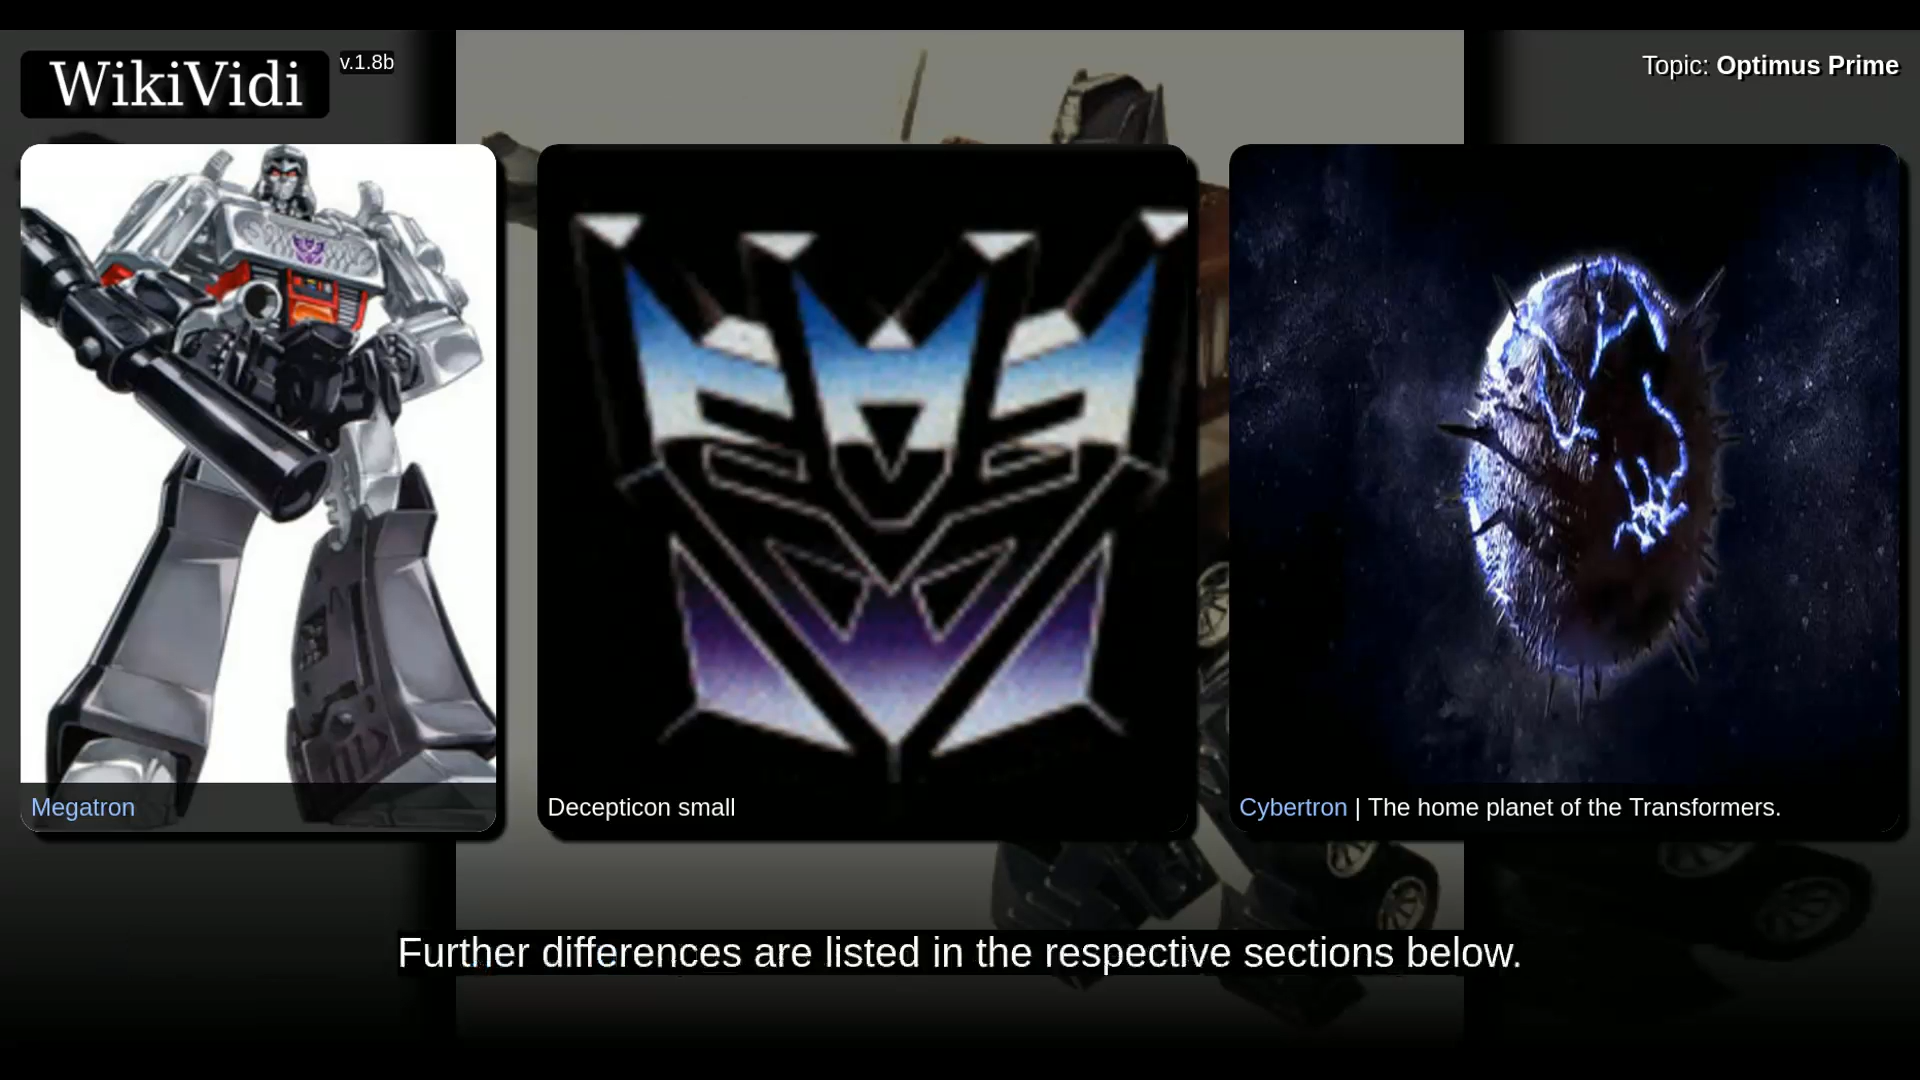 WikiVidi
v.1.8b
Topic: Optimus Prime
Megatron
Decepticon small
Cybertron | The home planet of the Transformers.
Further differences are listed in the respective sections below.